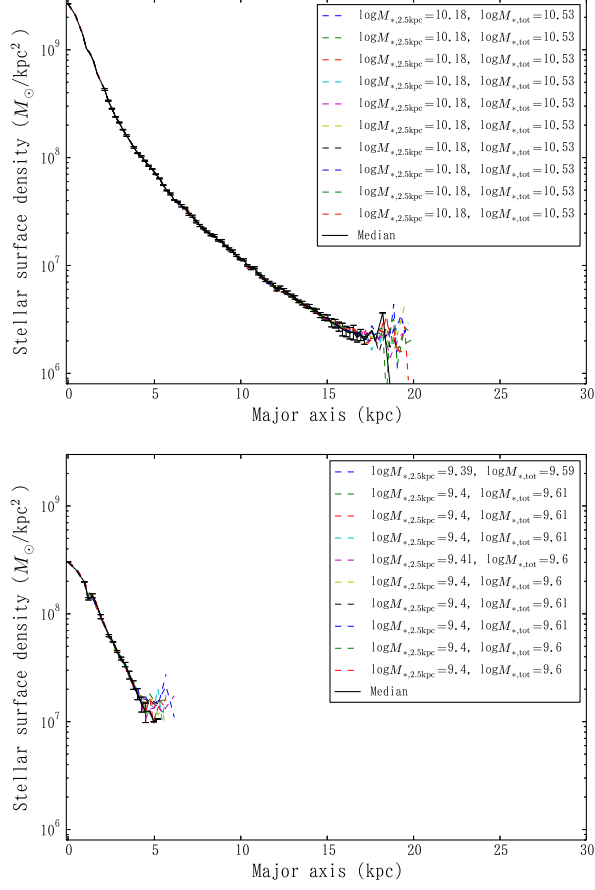 Stellar surface density (M⊙/kpc²)
10⁹
10⁸
10⁷
10⁶
logM*,2.5kpc=10.18, logM*,tot=10.53
logM*,2.5kpc=10.18, logM*,tot=10.53
logM*,2.5kpc=10.18, logM*,tot=10.53
logM*,2.5kpc=10.18, logM*,tot=10.53
logM*,2.5kpc=10.18, logM*,tot=10.53
logM*,2.5kpc=10.18, logM*,tot=10.53
logM*,2.5kpc=10.18, logM*,tot=10.53
logM*,2.5kpc=10.18, logM*,tot=10.53
logM*,2.5kpc=10.18, logM*,tot=10.53
logM*,2.5kpc=10.18, logM*,tot=10.53
Median
0 5 10 15 20 25 30
Major axis (kpc)
Stellar surface density (M⊙/kpc²)
10⁹
10⁸
10⁷
10⁶
logM*,2.5kpc=9.39, logM*,tot=9.59
logM*,2.5kpc=9.4, logM*,tot=9.61
logM*,2.5kpc=9.4, logM*,tot=9.61
logM*,2.5kpc=9.4, logM*,tot=9.61
logM*,2.5kpc=9.41, logM*,tot=9.6
logM*,2.5kpc=9.4, logM*,tot=9.6
logM*,2.5kpc=9.4, logM*,tot=9.61
logM*,2.5kpc=9.4, logM*,tot=9.61
logM*,2.5kpc=9.4, logM*,tot=9.6
logM*,2.5kpc=9.4, logM*,tot=9.6
Median
0 5 10 15 20 25 30
Major axis (kpc)